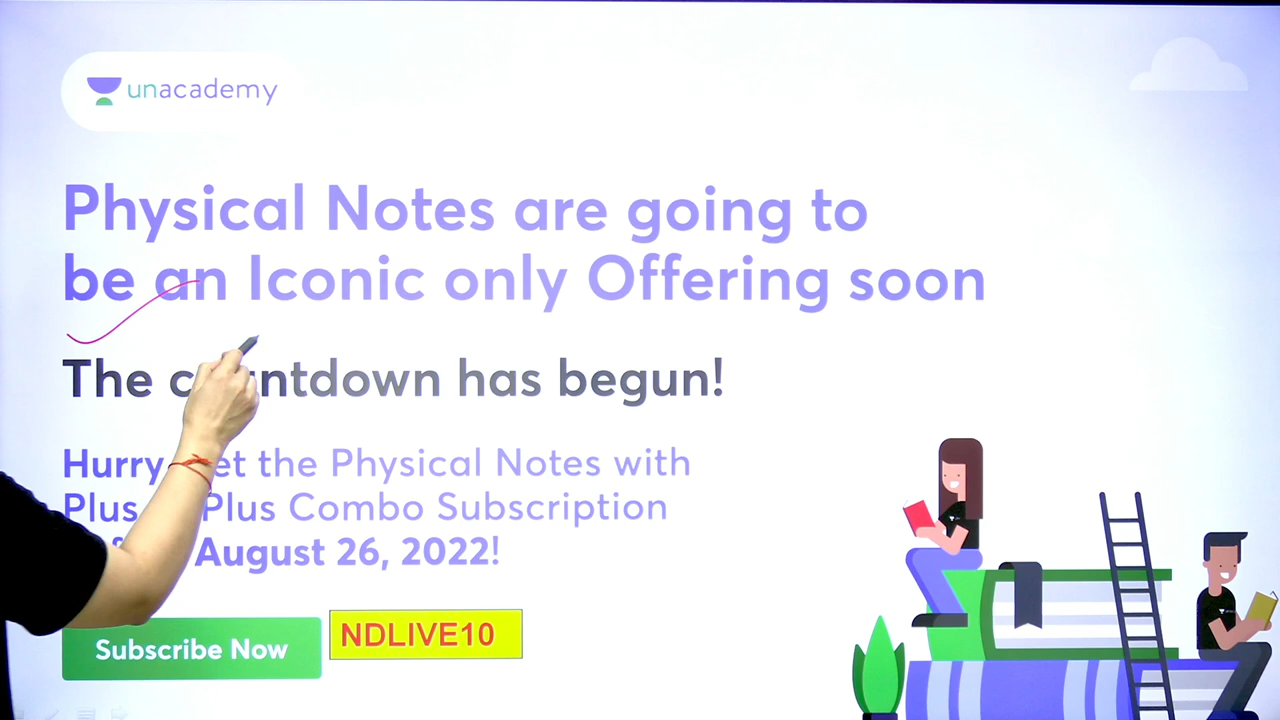 unacademy
Physical Notes are going to
be an Iconic only Offering soon
The countdown has begun!
Hurry et the Physical Notes with
Plus Plus Combo Subscription
August 26, 2022!
Subscribe Now
NDLIVE10